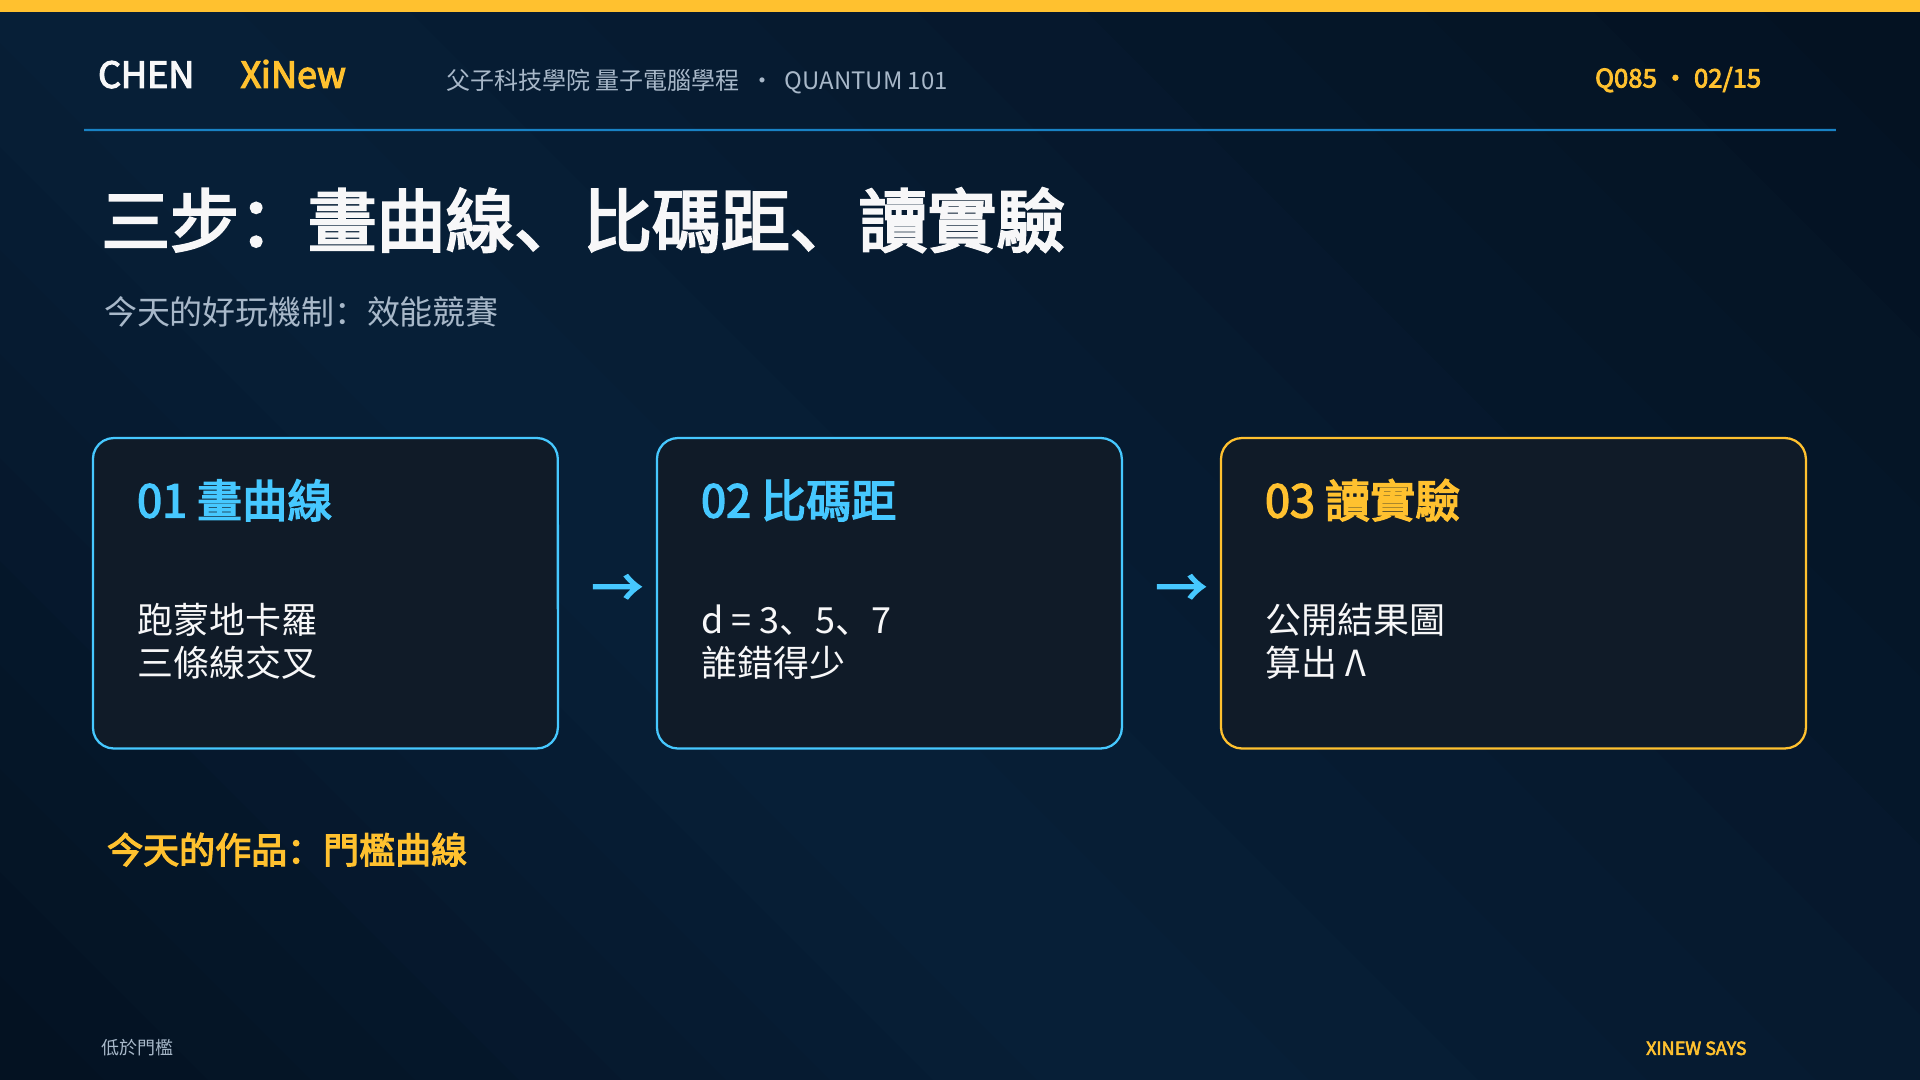 CHEN XiNew 父子科技學院 量子電腦學程 • QUANTUM 101
Q085 • 02/15
三步：畫曲線、比碼距、讀實驗
今天的好玩機制：效能競賽
01 畫曲線
跑蒙地卡羅
三條線交叉
→
02 比碼距
d = 3、5、7
誰錯得少
→
03 讀實驗
公開結果圖
算出 Λ
今天的作品：門檻曲線
低於門檻
XINEW SAYS